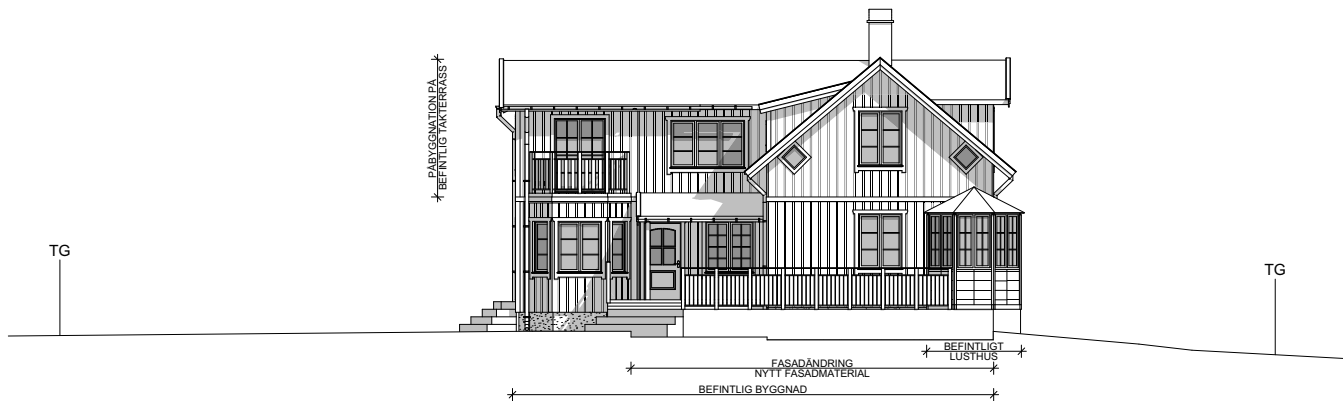 PÅBYGGNATION PÅ
BEFINTLIG TAKTERRASS
TG
TG
BEFINTLIGT
LUSTHUS
FASADÄNDRING
NYTT FASADMATERIAL
BEFINTLIG BYGGNAD